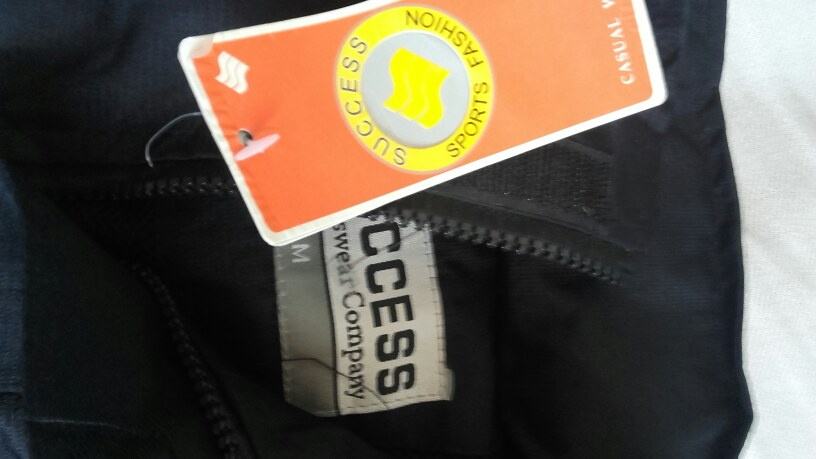 SUCCESS
SPORTS FASHION
CASUAL
CCESS
swear Company
M